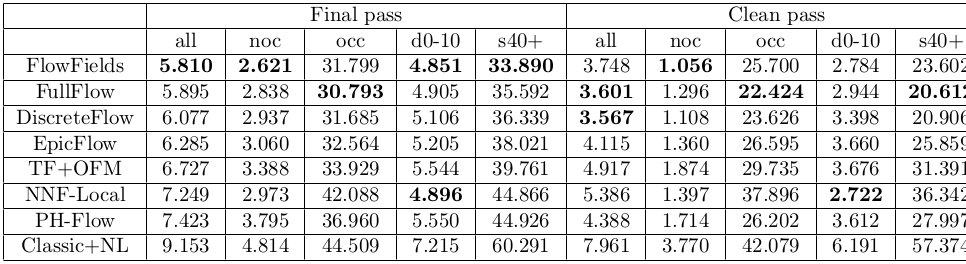 Final pass Clean pass
all noc occ d0-10 s40+ all noc occ d0-10 s40+
FlowFields 5.810 2.621 31.799 4.851 33.890 3.748 1.056 25.700 2.784 23.602
FullFlow 5.895 2.838 30.793 4.905 35.592 3.601 1.296 22.424 2.944 20.612
DiscreteFlow 6.077 2.937 31.685 5.106 36.339 3.567 1.108 23.626 3.398 20.906
EpicFlow 6.285 3.060 32.564 5.205 38.021 4.115 1.360 26.595 3.660 25.859
TF+OFM 6.727 3.388 33.929 5.544 39.761 4.917 1.874 29.735 3.676 31.391
NNF-Local 7.249 2.973 42.088 4.896 44.866 5.386 1.397 37.896 2.722 36.342
PH-Flow 7.423 3.795 36.960 5.550 44.926 4.388 1.714 26.202 3.612 27.997
Classic+NL 9.153 4.814 44.509 7.215 60.291 7.961 3.770 42.079 6.191 57.374